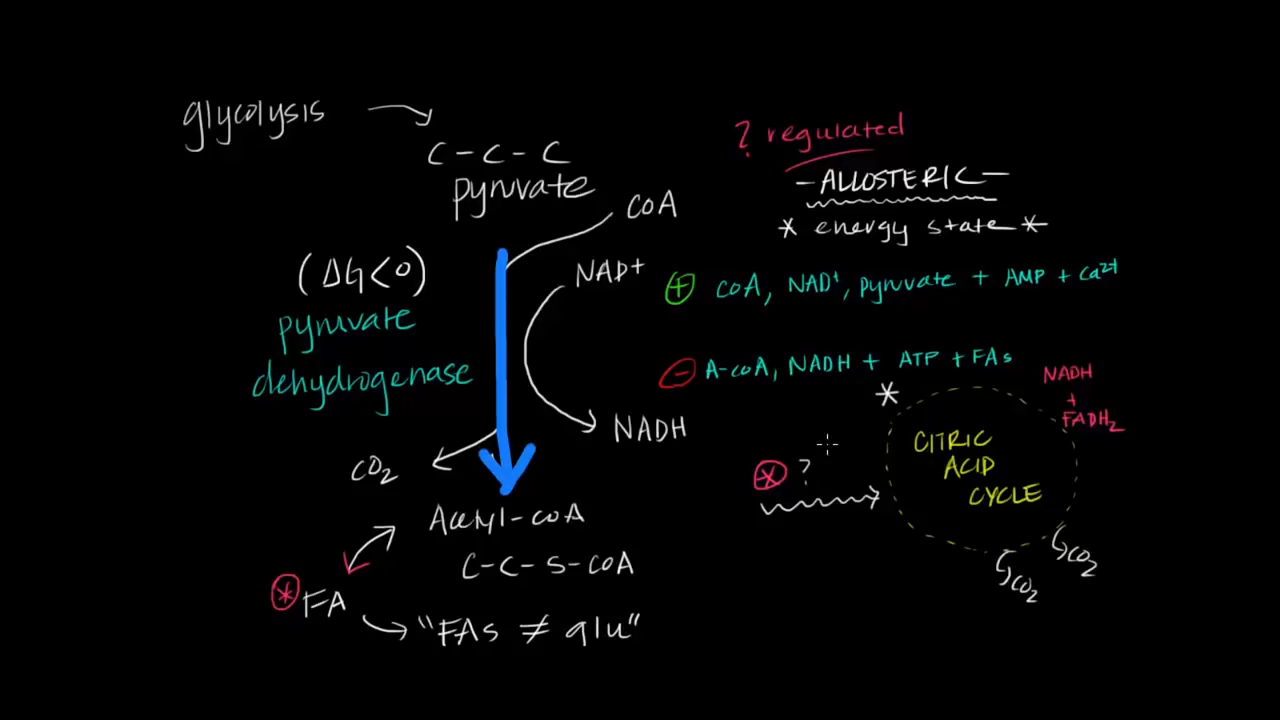 glycolysis
C - C - C
pyruvate
CoA
NAD+
(ΔG<0)
pyruvate
dehydrogenase
NADH
CO2
Acetyl-CoA
C-C-S-COA
* FA
"FAs ≠ glu"
? regulated
-ALLOSTERIC-
* energy state *
+ COA, NAD+, pyruvate + AMP + Ca2+
- A-COA, NADH + ATP + FAs
*
NADH
+
FADH2
CITRIC
ACID
CYCLE
* ?
CO2
CO2